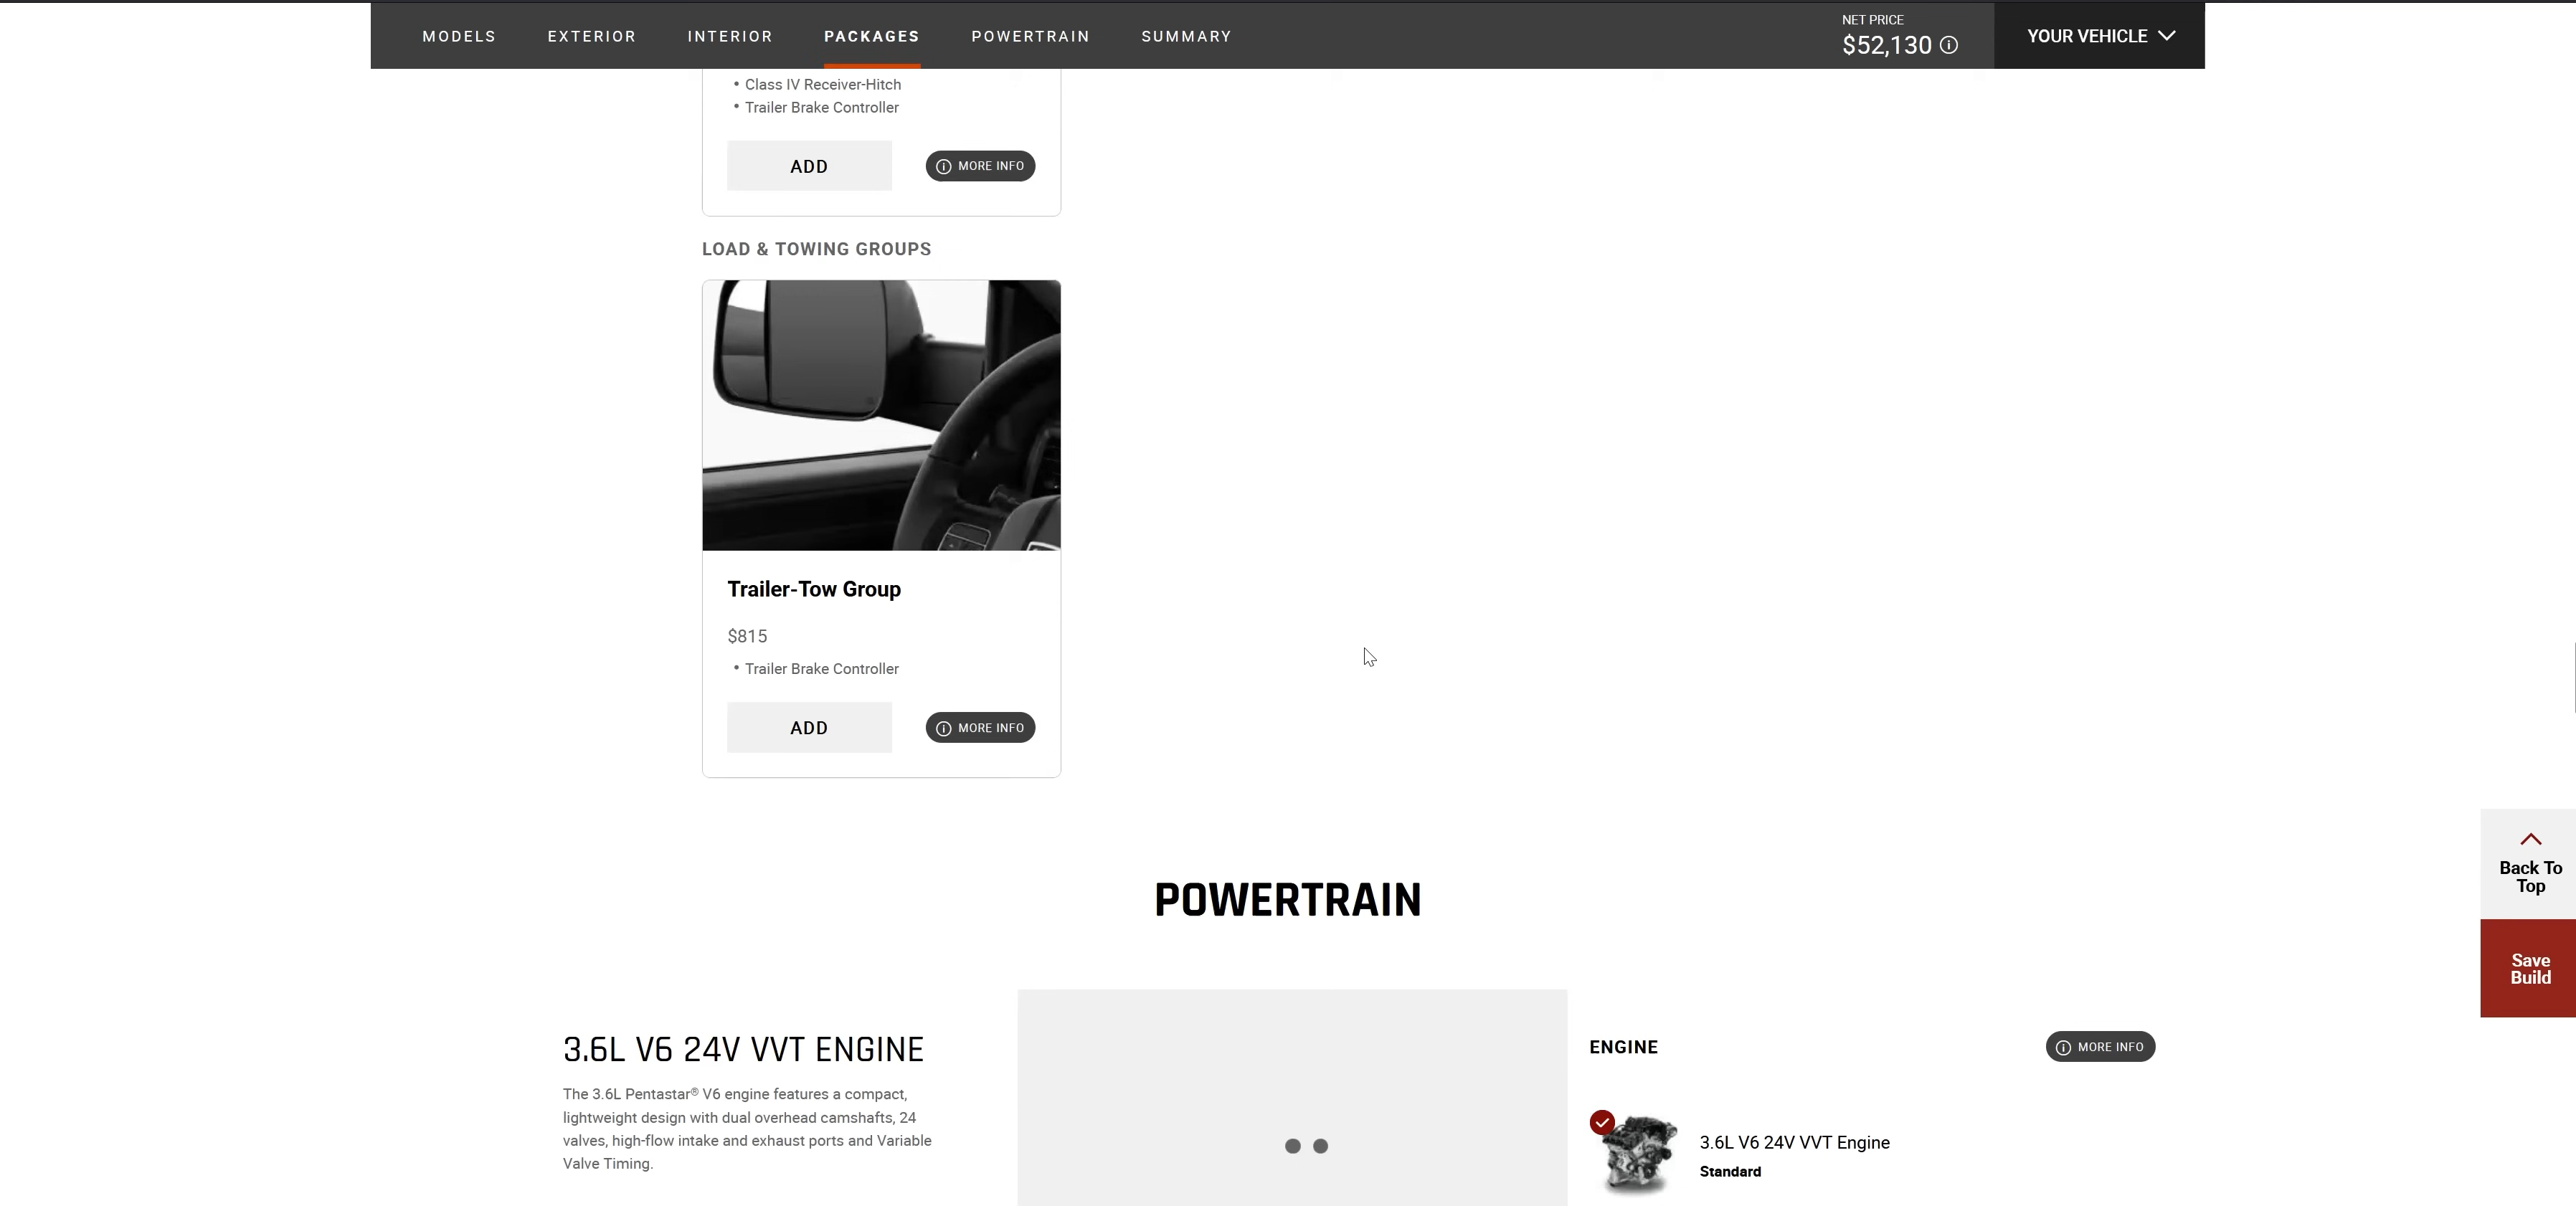 MODELS
EXTERIOR
INTERIOR
PACKAGES
POWERTRAIN
SUMMARY
NET PRICE
$52,130
YOUR VEHICLE
• Class IV Receiver-Hitch
• Trailer Brake Controller
ADD
MORE INFO
LOAD & TOWING GROUPS
Trailer-Tow Group
$815
• Trailer Brake Controller
ADD
MORE INFO
Back To
Top
Save
Build
POWERTRAIN
3.6L V6 24V VVT ENGINE
The 3.6L Pentastar® V6 engine features a compact,
lightweight design with dual overhead camshafts, 24
valves, high-flow intake and exhaust ports and Variable
Valve Timing.
ENGINE
MORE INFO
3.6L V6 24V VVT Engine
Standard